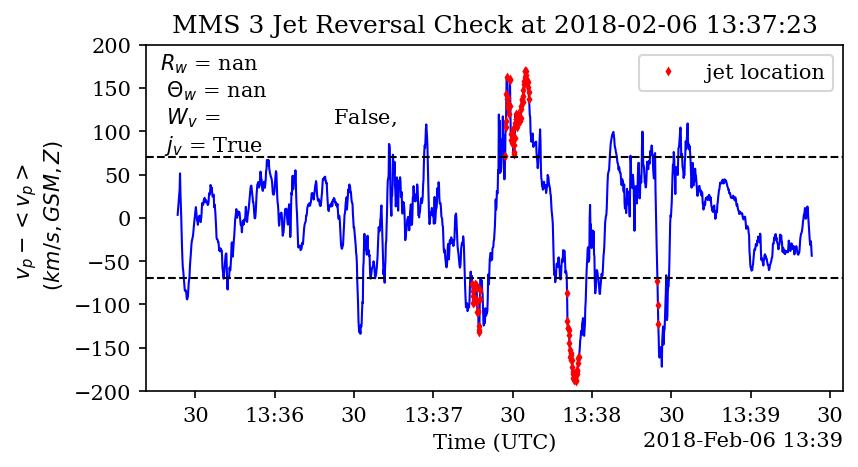 MMS 3 Jet Reversal Check at 2018-02-06 13:37:23
R_w = nan
Θ_w = nan
W_v = False,
j_v = True
jet location
200
150
100
50
0
−50
−100
−150
−200
v_p − < v_p >
(km/s, GSM, Z)
30 13:36 30 13:37 30 13:38 30 13:39 30
Time (UTC) 2018-Feb-06 13:39